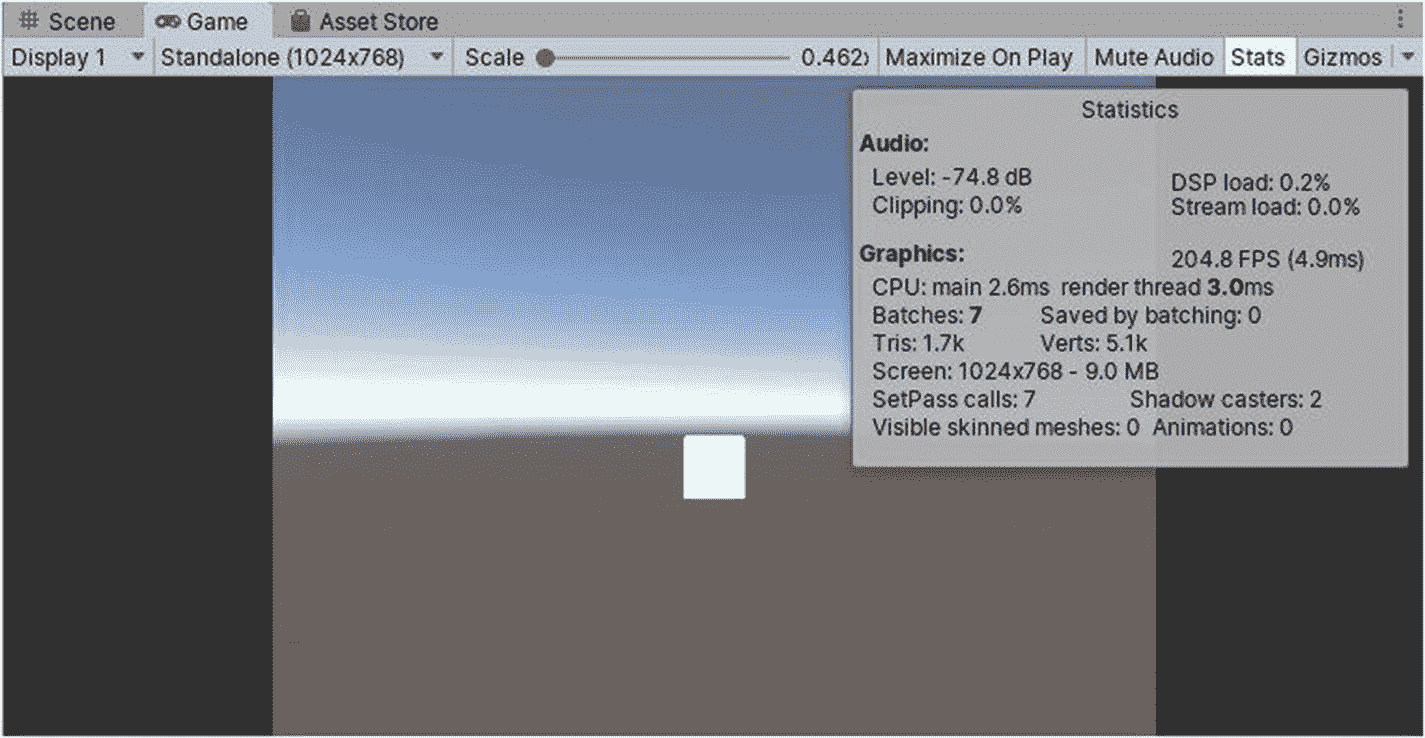 Scene Game Asset Store
Display 1 Standalone (1024x768) Scale 0.462x Maximize On Play Mute Audio Stats Gizmos
Statistics
Audio:
Level: -74.8 dB DSP load: 0.2%
Clipping: 0.0% Stream load: 0.0%
Graphics: 204.8 FPS (4.9ms)
CPU: main 2.6ms render thread 3.0ms
Batches: 7 Saved by batching: 0
Tris: 1.7k Verts: 5.1k
Screen: 1024x768 - 9.0 MB
SetPass calls: 7 Shadow casters: 2
Visible skinned meshes: 0 Animations: 0